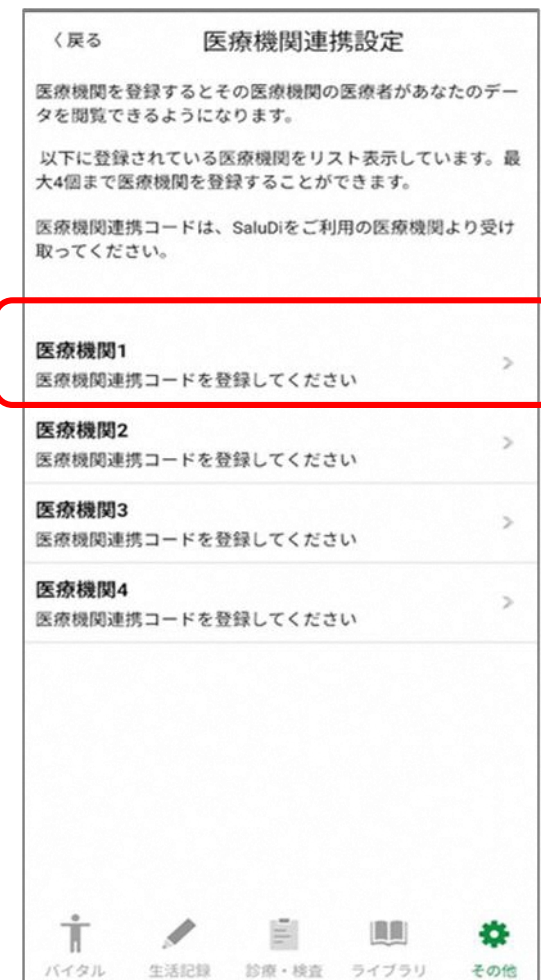 〈戻る 医療機関連携設定
医療機関を登録するとその医療機関の医療者があなたのデー
タを閲覧できるようになります。
以下に登録されている医療機関をリスト表示しています。最
大4個まで医療機関を登録することができます。
医療機関連携コードは、SaluDiをご利用の医療機関より受け
取ってください。
医療機関1
医療機関連携コードを登録してください
医療機関2
医療機関連携コードを登録してください
医療機関3
医療機関連携コードを登録してください
医療機関4
医療機関連携コードを登録してください
バイタル 生活記録 診療・検査 ライブラリ その他